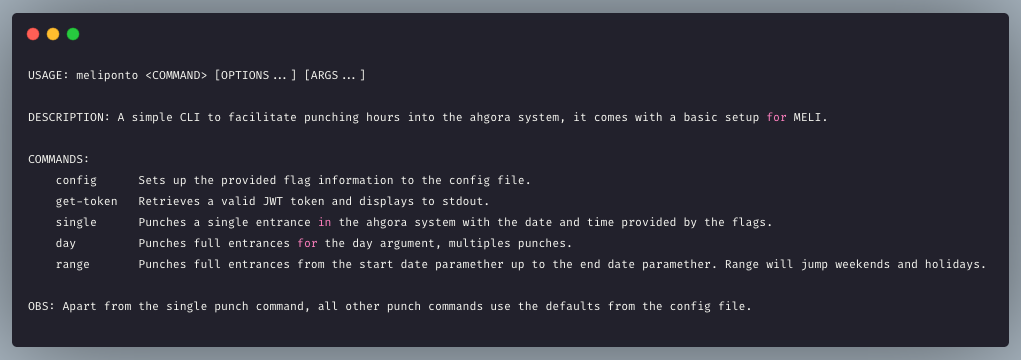 USAGE: meliponto <COMMAND> [OPTIONS...] [ARGS...]
DESCRIPTION: A simple CLI to facilitate punching hours into the ahgora system, it comes with a basic setup for MELI.
COMMANDS:
config Sets up the provided flag information to the config file.
get-token Retrieves a valid JWT token and displays to stdout.
single Punches a single entrance in the ahgora system with the date and time provided by the flags.
day Punches full entrances for the day argument, multiples punches.
range Punches full entrances from the start date paramether up to the end date paramether. Range will jump weekends and holidays.
OBS: Apart from the single punch command, all other punch commands use the defaults from the config file.